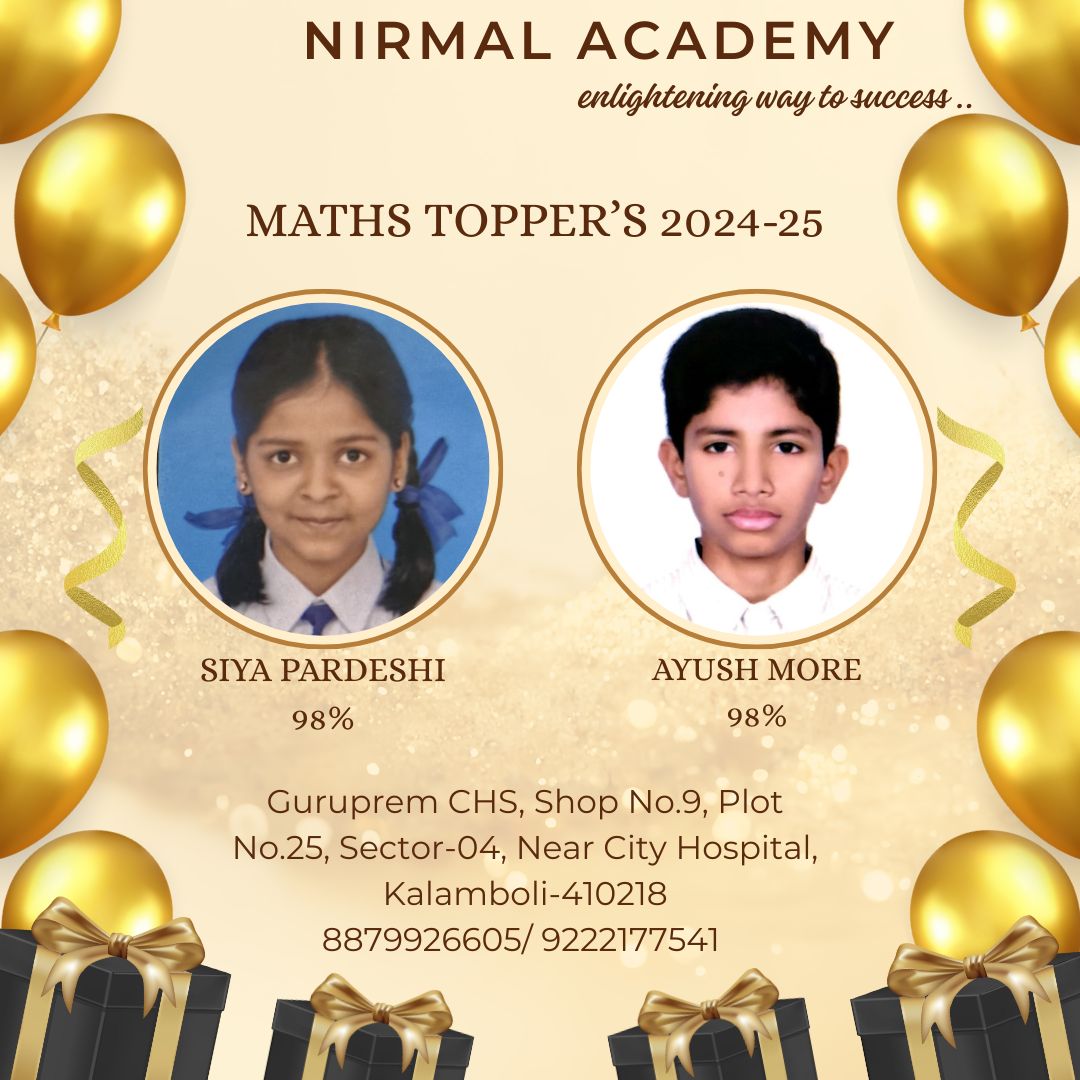 NIRMAL ACADEMY
enlightening way to success ..
MATHS TOPPER’S 2024-25
SIYA PARDESHI
98%
AYUSH MORE
98%
Guruprem CHS, Shop No.9, Plot
No.25, Sector-04, Near City Hospital,
Kalamboli-410218
8879926605/ 9222177541